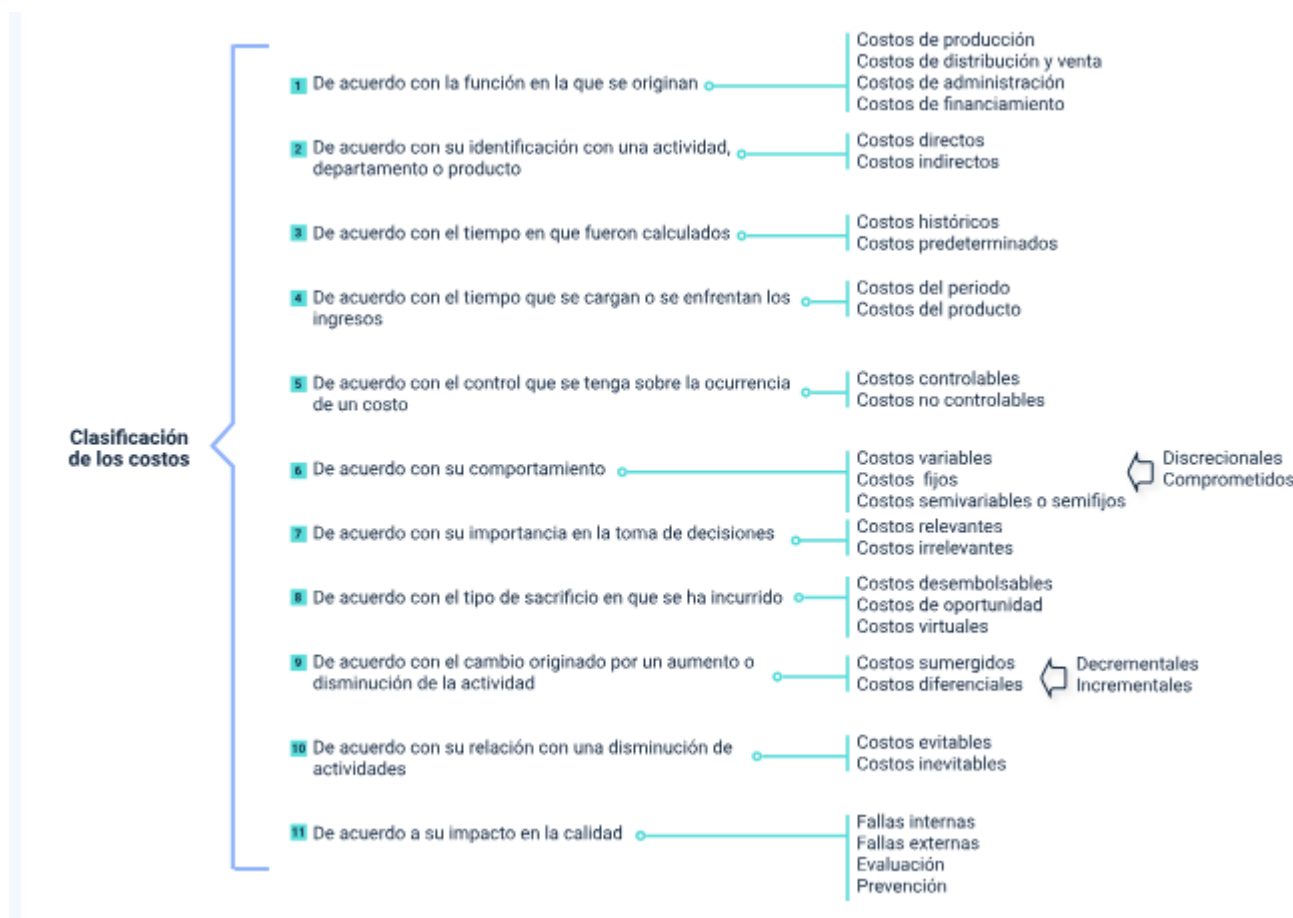 Clasificación
de los costos
1 De acuerdo con la función en la que se originan
Costos de producción
Costos de distribución y venta
Costos de administración
Costos de financiamiento
2 De acuerdo con su identificación con una actividad,
departamento o producto
Costos directos
Costos indirectos
3 De acuerdo con el tiempo en que fueron calculados
Costos históricos
Costos predeterminados
4 De acuerdo con el tiempo que se cargan o se enfrentan los
ingresos
Costos del periodo
Costos del producto
5 De acuerdo con el control que se tenga sobre la ocurrencia
de un costo
Costos controlables
Costos no controlables
6 De acuerdo con su comportamiento
Costos variables
Costos fijos
Costos semivariables o semifijos
Discrecionales
Comprometidos
7 De acuerdo con su importancia en la toma de decisiones
Costos relevantes
Costos irrelevantes
8 De acuerdo con el tipo de sacrificio en que se ha incurrido
Costos desembolsables
Costos de oportunidad
Costos virtuales
9 De acuerdo con el cambio originado por un aumento o
disminución de la actividad
Costos sumergidos
Costos diferenciales
Decrementales
Incrementales
10 De acuerdo con su relación con una disminución de
actividades
Costos evitables
Costos inevitables
11 De acuerdo a su impacto en la calidad
Fallas internas
Fallas externas
Evaluación
Prevención